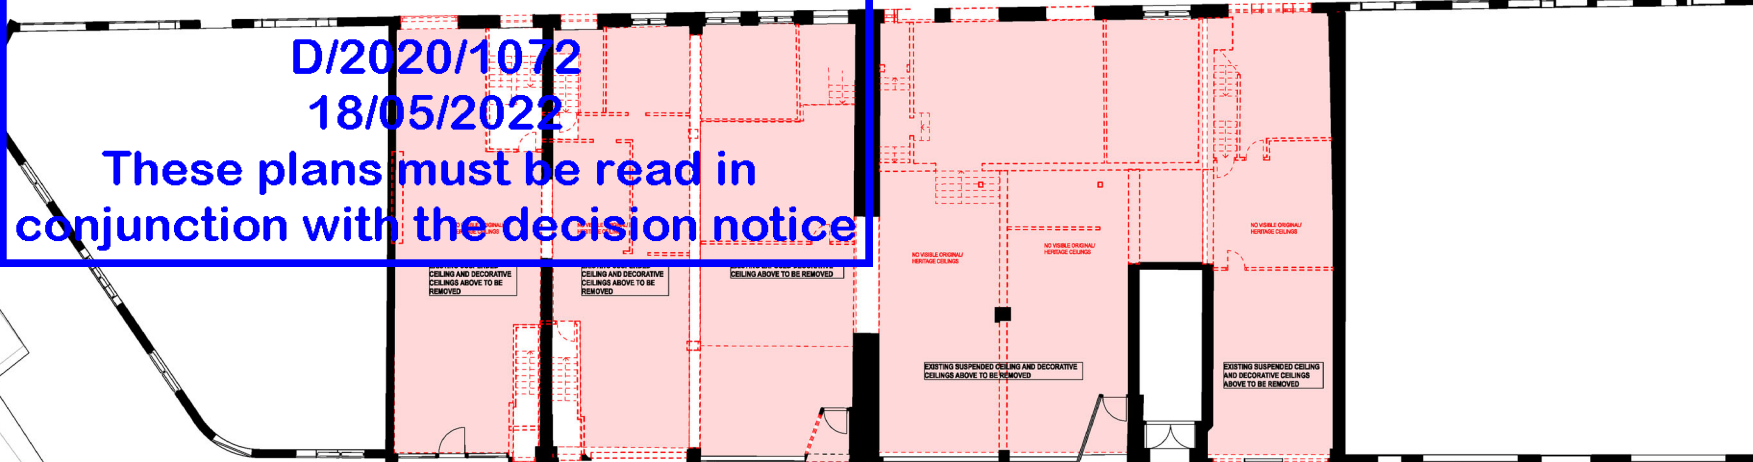 D/2020/1072
18/05/2022
These plans must be read in
conjunction with the decision notice
NO VISIBLE ORIGINAL/
HERITAGE CEILINGS
NO VISIBLE ORIGINAL/
HERITAGE CEILINGS
NO VISIBLE ORIGINAL/
HERITAGE CEILINGS
CEILING AND DECORATIVE
CEILINGS ABOVE TO BE
REMOVED
CEILING AND DECORATIVE
CEILINGS ABOVE TO BE
REMOVED
CEILING ABOVE TO BE REMOVED
EXISTING SUSPENDED CEILING AND DECORATIVE
CEILINGS ABOVE TO BE REMOVED
EXISTING SUSPENDED CEILING
AND DECORATIVE CEILINGS
ABOVE TO BE REMOVED